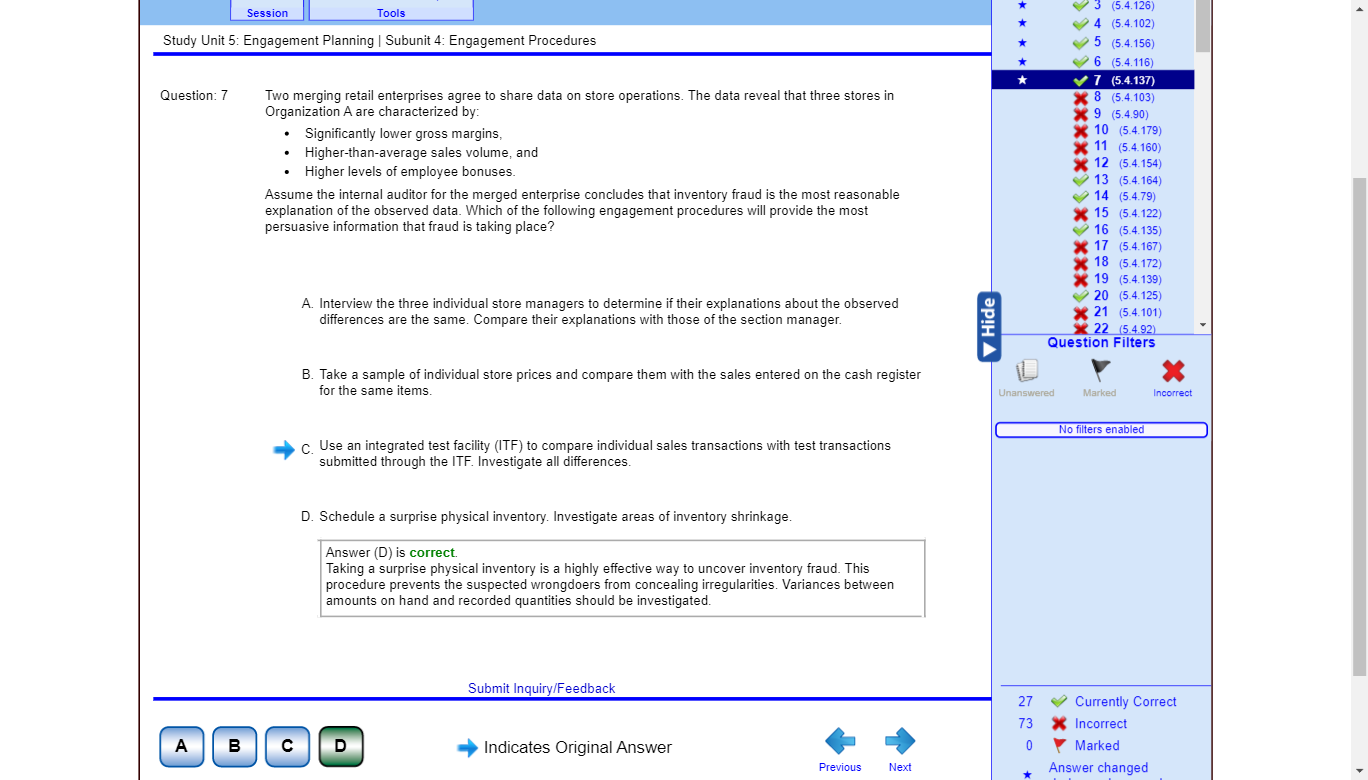 Session
Tools
Study Unit 5: Engagement Planning | Subunit 4: Engagement Procedures
Question: 7
Two merging retail enterprises agree to share data on store operations. The data reveal that three stores in
Organization A are characterized by:
• Significantly lower gross margins,
• Higher-than-average sales volume, and
• Higher levels of employee bonuses.
Assume the internal auditor for the merged enterprise concludes that inventory fraud is the most reasonable
explanation of the observed data. Which of the following engagement procedures will provide the most
persuasive information that fraud is taking place?
A. Interview the three individual store managers to determine if their explanations about the observed
differences are the same. Compare their explanations with those of the section manager.
B. Take a sample of individual store prices and compare them with the sales entered on the cash register
for the same items.
C. Use an integrated test facility (ITF) to compare individual sales transactions with test transactions
submitted through the ITF. Investigate all differences.
D. Schedule a surprise physical inventory. Investigate areas of inventory shrinkage.
Answer (D) is correct.
Taking a surprise physical inventory is a highly effective way to uncover inventory fraud. This
procedure prevents the suspected wrongdoers from concealing irregularities. Variances between
amounts on hand and recorded quantities should be investigated.
Submit Inquiry/Feedback
A B C D
Indicates Original Answer
Previous
Next
3 (5.4.126)
4 (5.4.102)
5 (5.4.156)
6 (5.4.116)
7 (5.4.137)
8 (5.4.103)
9 (5.4.90)
10 (5.4.179)
11 (5.4.160)
12 (5.4.154)
13 (5.4.164)
14 (5.4.79)
15 (5.4.122)
16 (5.4.135)
17 (5.4.167)
18 (5.4.172)
19 (5.4.139)
20 (5.4.125)
21 (5.4.101)
22 (5.4.92)
Hide
Question Filters
Unanswered
Marked
Incorrect
No filters enabled
27 Currently Correct
73 Incorrect
0 Marked
Answer changed